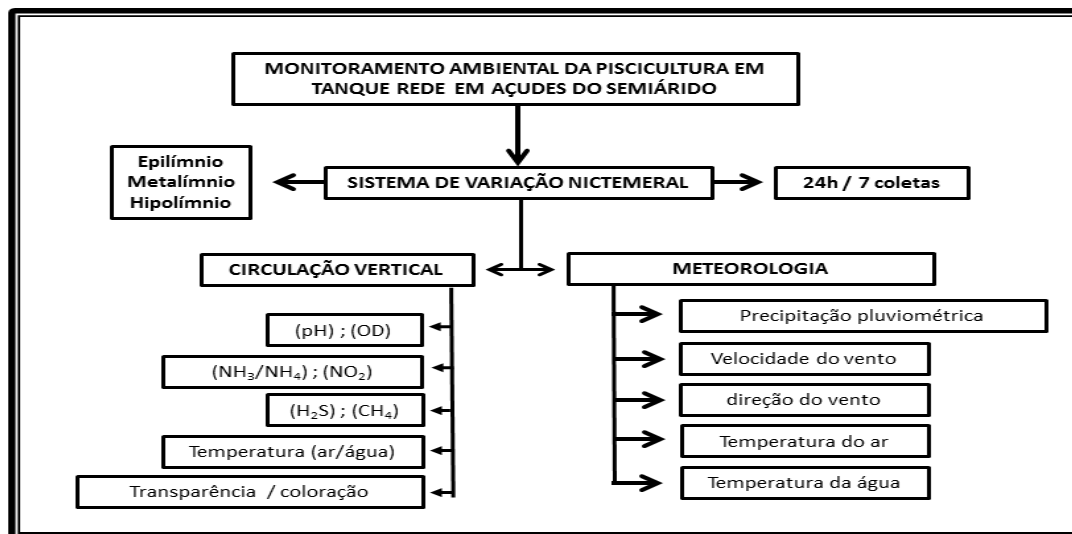 MONITORAMENTO AMBIENTAL DA PISCICULTURA EM
TANQUE REDE EM AÇUDES DO SEMIÁRIDO
Epilímnio
Metalímnio
Hipolímnio
SISTEMA DE VARIAÇÃO NICTEMERAL
24h / 7 coletas
CIRCULAÇÃO VERTICAL
METEOROLOGIA
(pH) ; (OD)
(NH₃/NH₄) ; (NO₂)
(H₂S) ; (CH₄)
Temperatura (ar/água)
Transparência / coloração
Precipitação pluviométrica
Velocidade do vento
direção do vento
Temperatura do ar
Temperatura da água